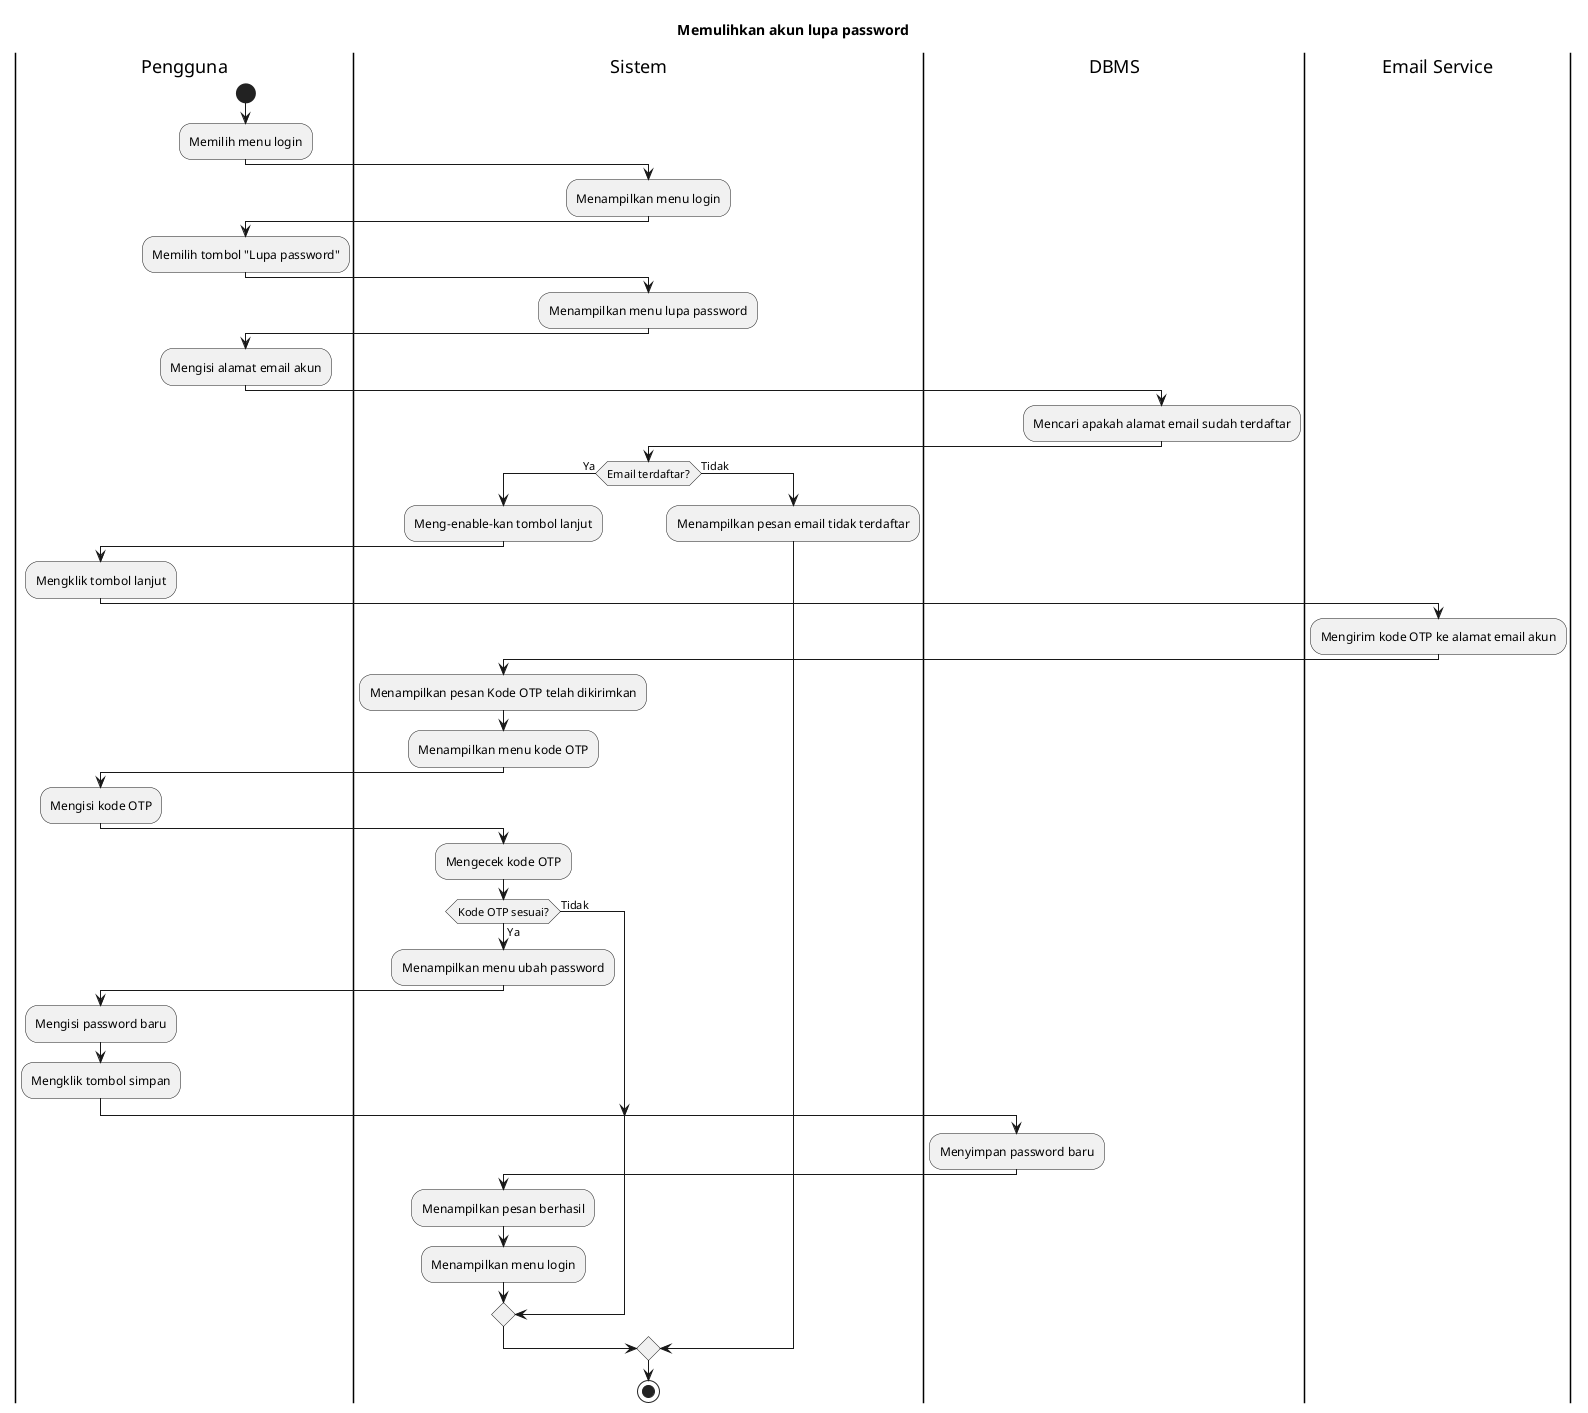 Memulihkan akun lupa password
Pengguna
Sistem
DBMS
Email Service
Memilih menu login
Menampilkan menu login
Memilih tombol "Lupa password"
Menampilkan menu lupa password
Mengisi alamat email akun
Mencari apakah alamat email sudah terdaftar
Ya
Email terdaftar?
Tidak
Meng-enable-kan tombol lanjut
Menampilkan pesan email tidak terdaftar
Mengklik tombol lanjut
Mengirim kode OTP ke alamat email akun
Menampilkan pesan Kode OTP telah dikirimkan
Menampilkan menu kode OTP
Mengisi kode OTP
Mengecek kode OTP
Kode OTP sesuai?
Tidak
Ya
Menampilkan menu ubah password
Mengisi password baru
Mengklik tombol simpan
Menyimpan password baru
Menampilkan pesan berhasil
Menampilkan menu login